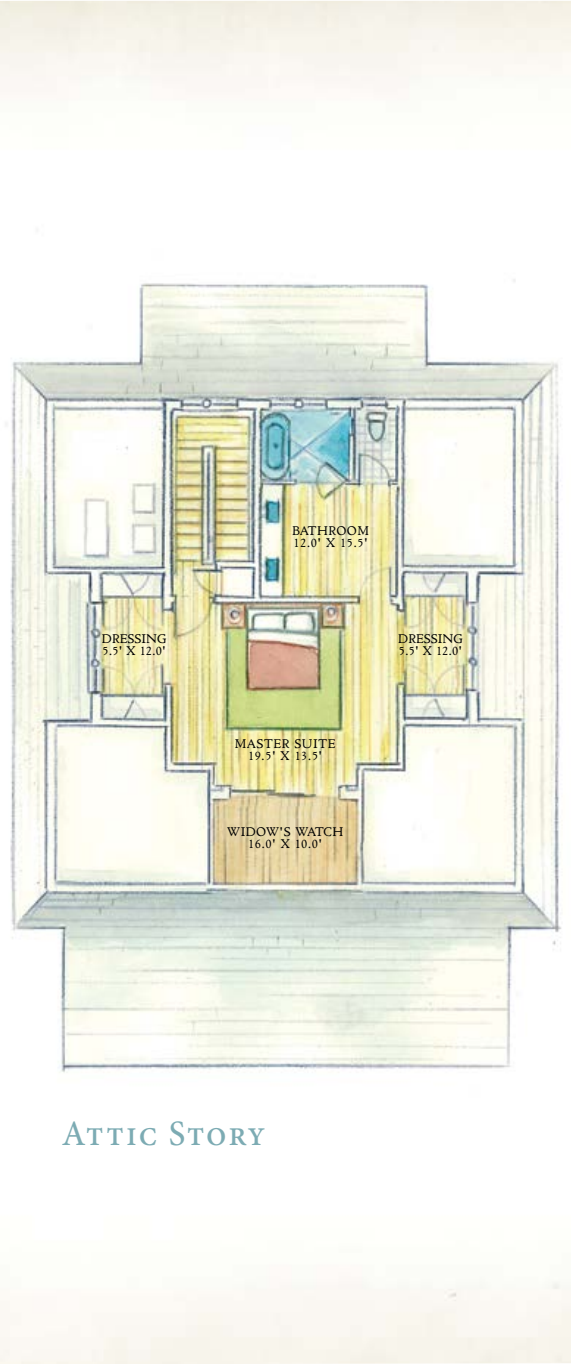 BATHROOM
12.0' X 15.5'
DRESSING
5.5' X 12.0'
DRESSING
5.5' X 12.0'
MASTER SUITE
19.5' X 13.5'
WIDOW'S WATCH
16.0' X 10.0'
ATTIC STORY